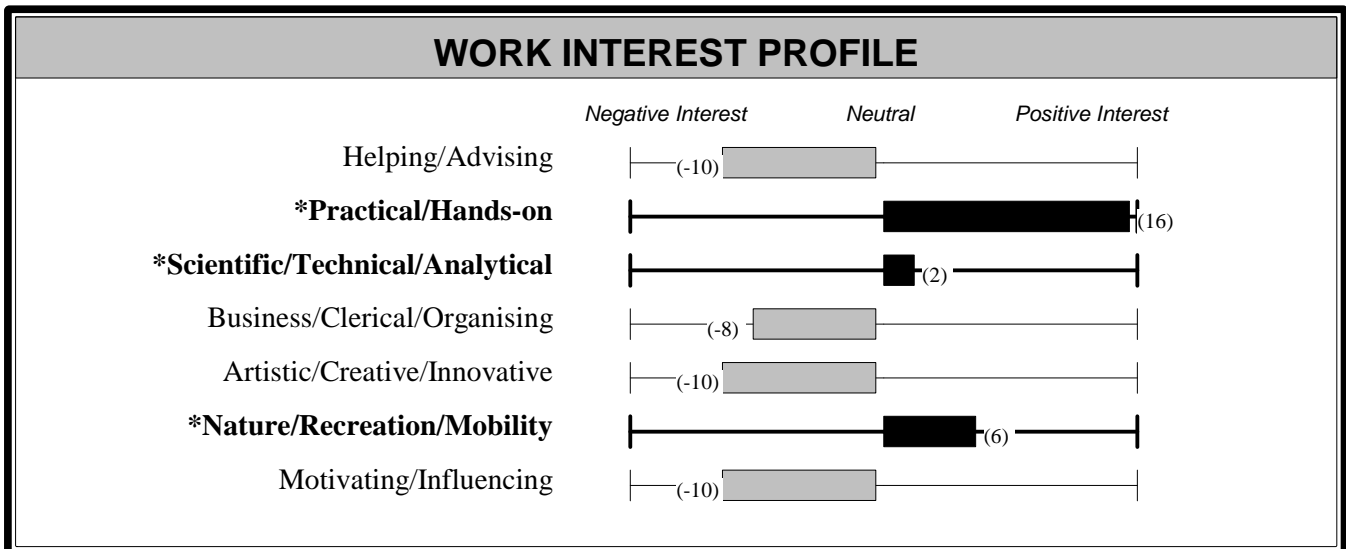 WORK INTEREST PROFILE
Negative Interest Neutral Positive Interest
Helping/Advising (-10)
*Practical/Hands-on (16)
*Scientific/Technical/Analytical (2)
Business/Clerical/Organising (-8)
Artistic/Creative/Innovative (-10)
*Nature/Recreation/Mobility (6)
Motivating/Influencing (-10)